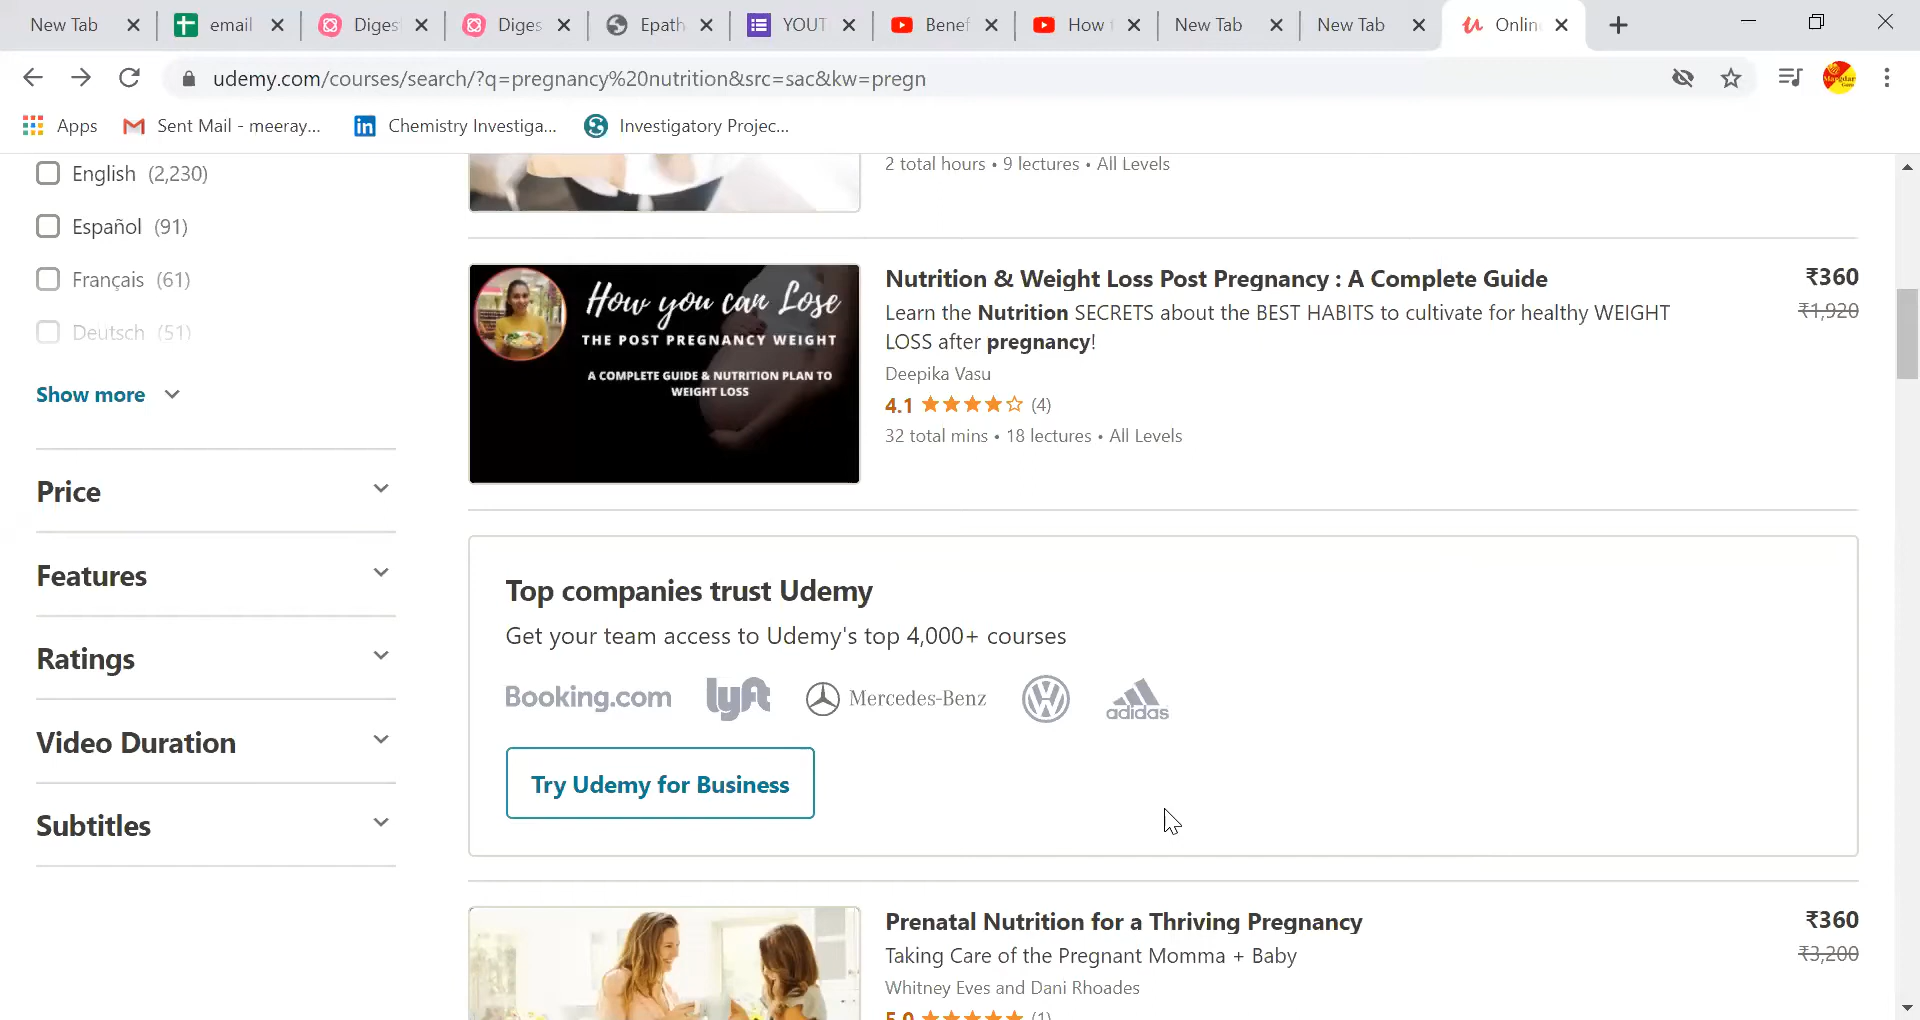 New Tab
email
Diges
Diges
Epath
YOUT
Benef
How
New Tab
New Tab
Onlin
udemy.com/courses/search/?q=pregnancy%20nutrition&src=sac&kw=pregn
Apps
Sent Mail - meeray...
Chemistry Investiga...
Investigatory Projec...
English (2,230)
Español (91)
Français (61)
Deutsch (51)
Show more
Price
Features
Ratings
Video Duration
Subtitles
2 total hours • 9 lectures • All Levels
How you can Lose
THE POST PREGNANCY WEIGHT
A COMPLETE GUIDE & NUTRITION PLAN TO
WEIGHT LOSS
Nutrition & Weight Loss Post Pregnancy : A Complete Guide
₹360
Learn the Nutrition SECRETS about the BEST HABITS to cultivate for healthy WEIGHT
₹1,920
LOSS after pregnancy!
Deepika Vasu
4.1 (4)
32 total mins • 18 lectures • All Levels
Top companies trust Udemy
Get your team access to Udemy's top 4,000+ courses
Booking.com
lyft
Mercedes-Benz
adidas
Try Udemy for Business
Prenatal Nutrition for a Thriving Pregnancy
₹360
Taking Care of the Pregnant Momma + Baby
₹3,200
Whitney Eves and Dani Rhoades
5.0 (1)